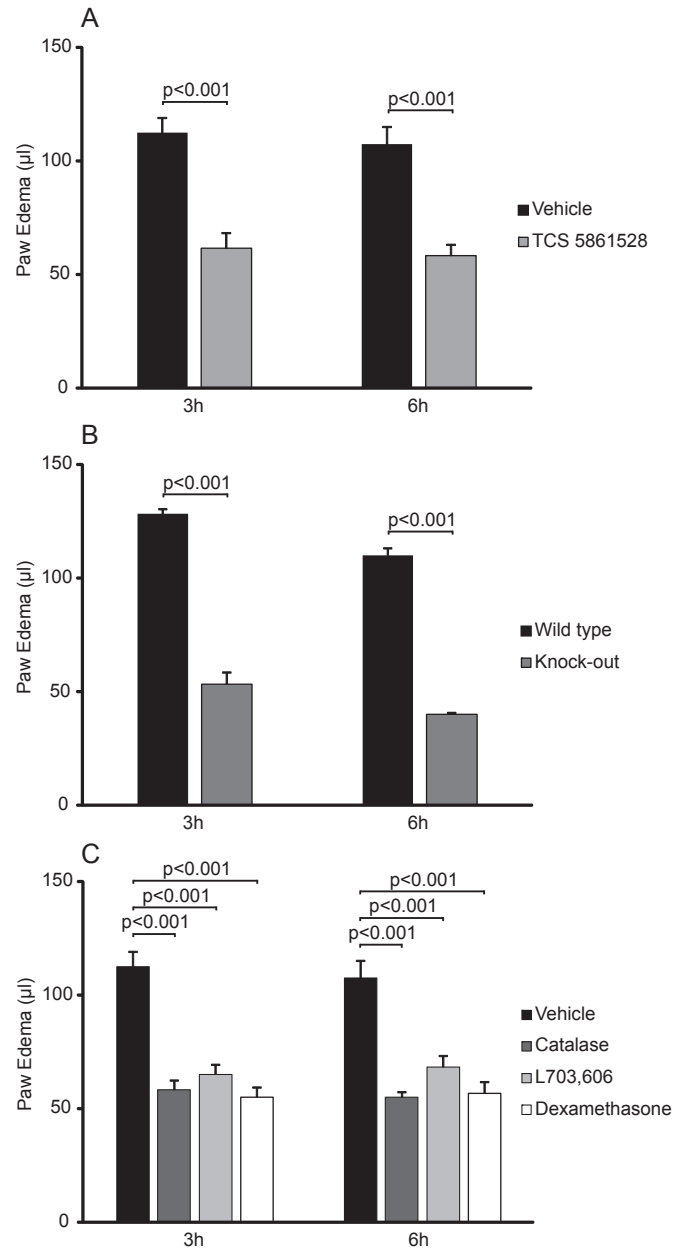 A
150
p<0.001
p<0.001
100
Paw Edema (µl)
Vehicle
TCS 5861528
50
0
3h
6h
B
150
p<0.001
p<0.001
100
Paw Edema (µl)
Wild type
Knock-out
50
0
3h
6h
C
150
p<0.001
p<0.001
p<0.001
p<0.001
p<0.001
p<0.001
100
Paw Edema (µl)
Vehicle
Catalase
L703,606
Dexamethasone
50
0
3h
6h